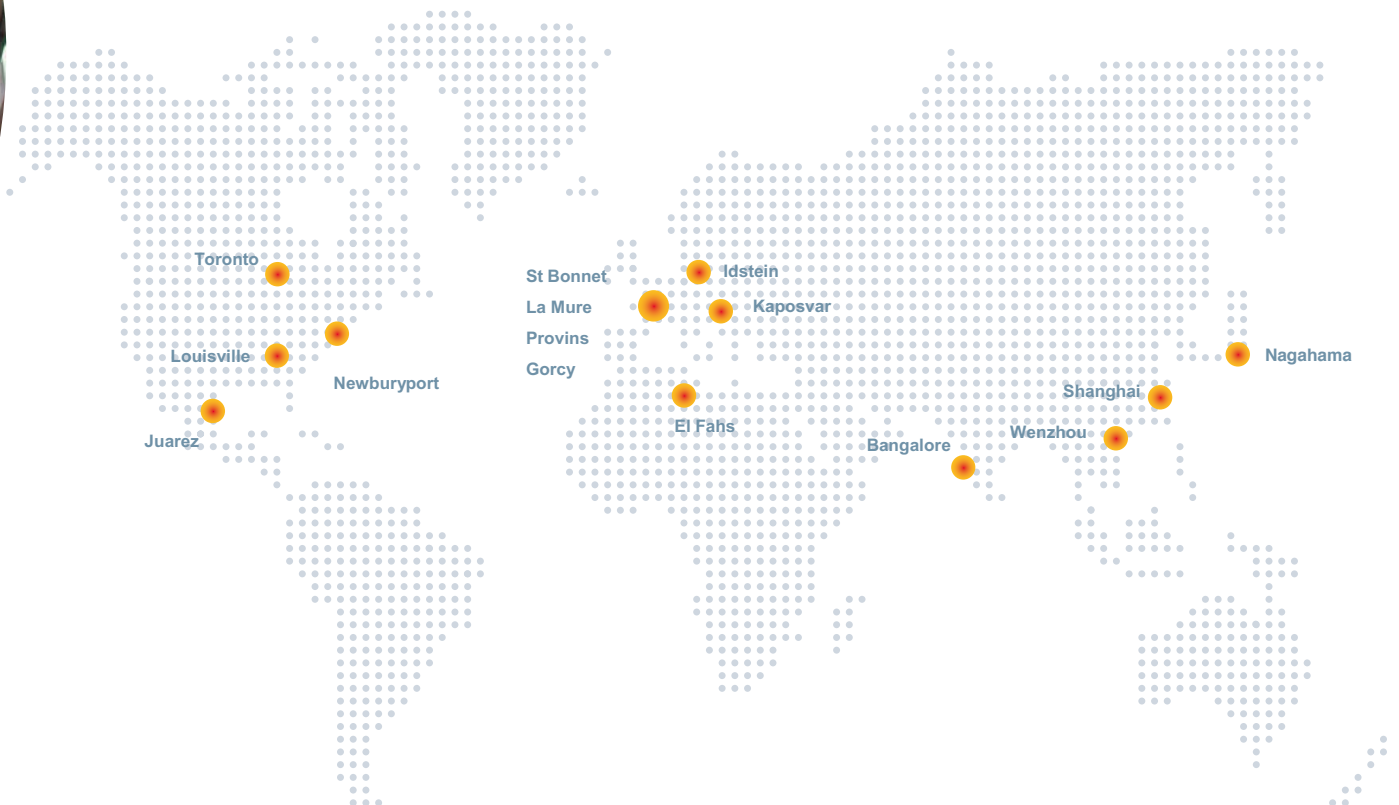 Toronto
Louisville
Newburyport
Juarez
St Bonnet
La Mure
Provins
Gorcy
Idstein
Kaposvar
El Fahs
Bangalore
Wenzhou
Shanghai
Nagahama